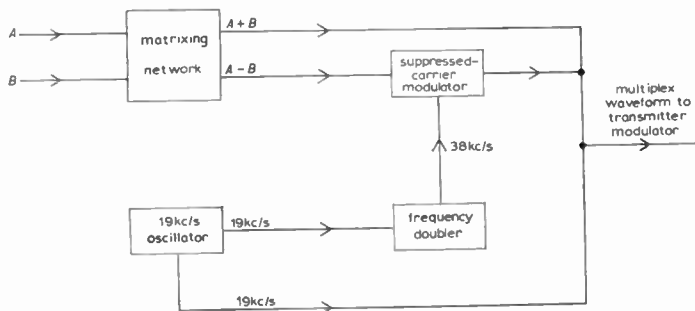 A
B
matrixing
network
A + B
A – B
suppressed–
carrier
modulator
multiplex
waveform to
transmitter
modulator
38kc/s
19kc/s
oscillator
19kc/s
frequency
doubler
19kc/s